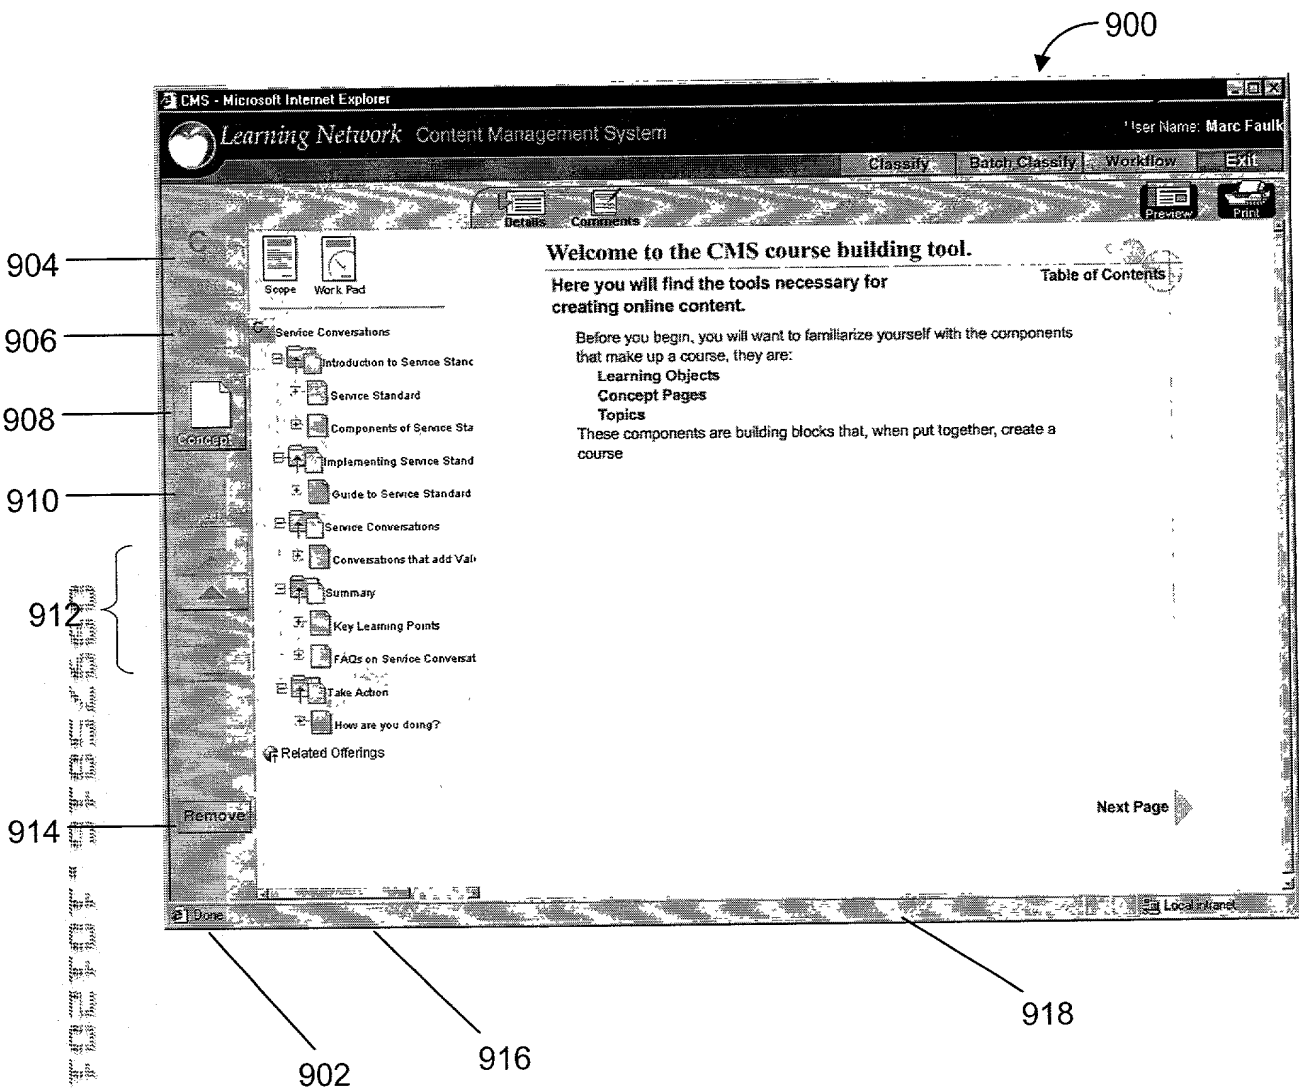 900
CMS - Microsoft Internet Explorer
Learning Network Content Management System
User Name: Marc Faulk
Classify Batch Classify Workflow Exit
Details Comments
Preview Print
904
906
908
910
912
914
Concept
Remove
Scope Work Pad
Service Conversations
Introduction to Service Stanc
Service Standard
Components of Service Sta
Implementing Service Stand
Guide to Service Standard
Service Conversations
Conversations that add Val
Summary
Key Learning Points
FAQs on Service Conversat
Take Action
How are you doing?
Related Offerings
Welcome to the CMS course building tool.
Table of Contents
Here you will find the tools necessary for
creating online content.
Before you begin, you will want to familiarize yourself with the components
that make up a course, they are:
Learning Objects
Concept Pages
Topics
These components are building blocks that, when put together, create a
course
Next Page
Done
Local intranet
902
916
918